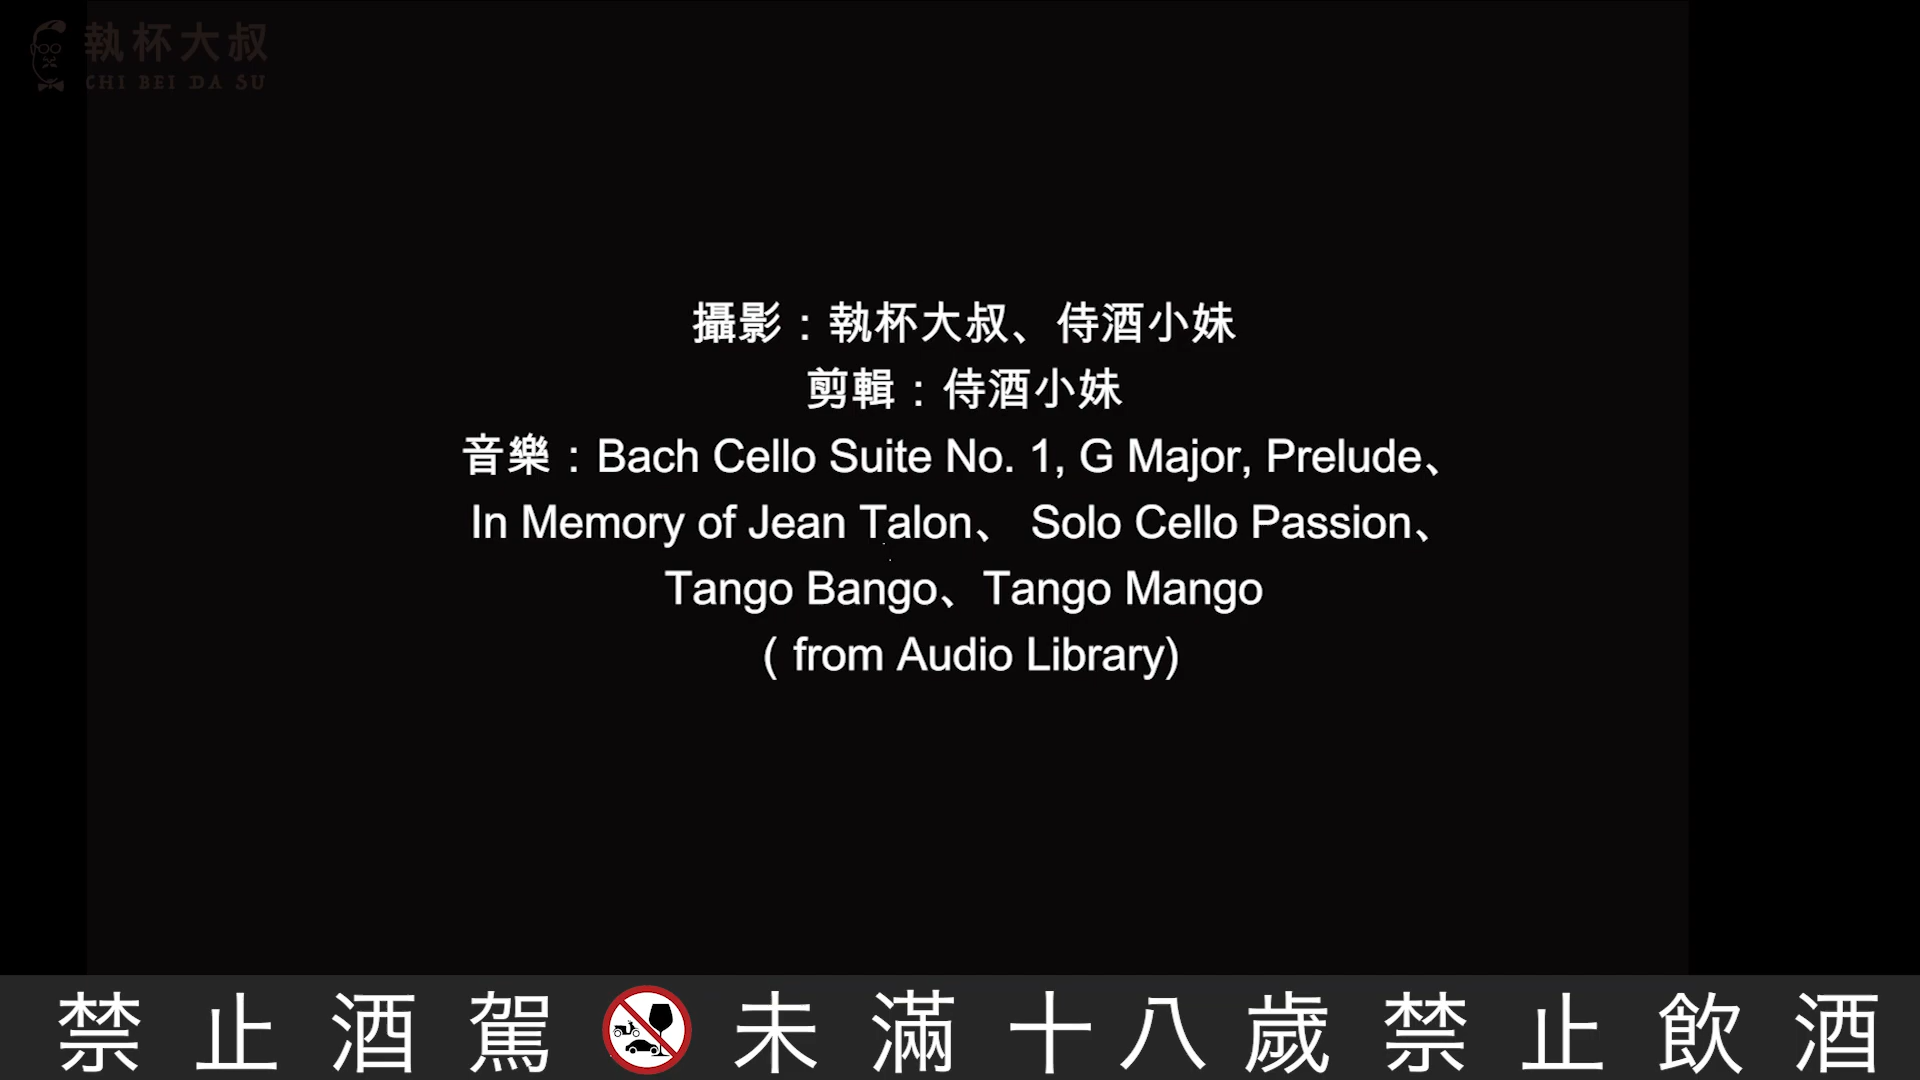 執杯大叔
CHI BEI DA SU
攝影：執杯大叔、侍酒小妹
剪輯：侍酒小妹
音樂：Bach Cello Suite No. 1, G Major, Prelude、
In Memory of Jean Talon、 Solo Cello Passion、
Tango Bango、Tango Mango
( from Audio Library)
禁止酒駕 未滿十八歲禁止飲酒